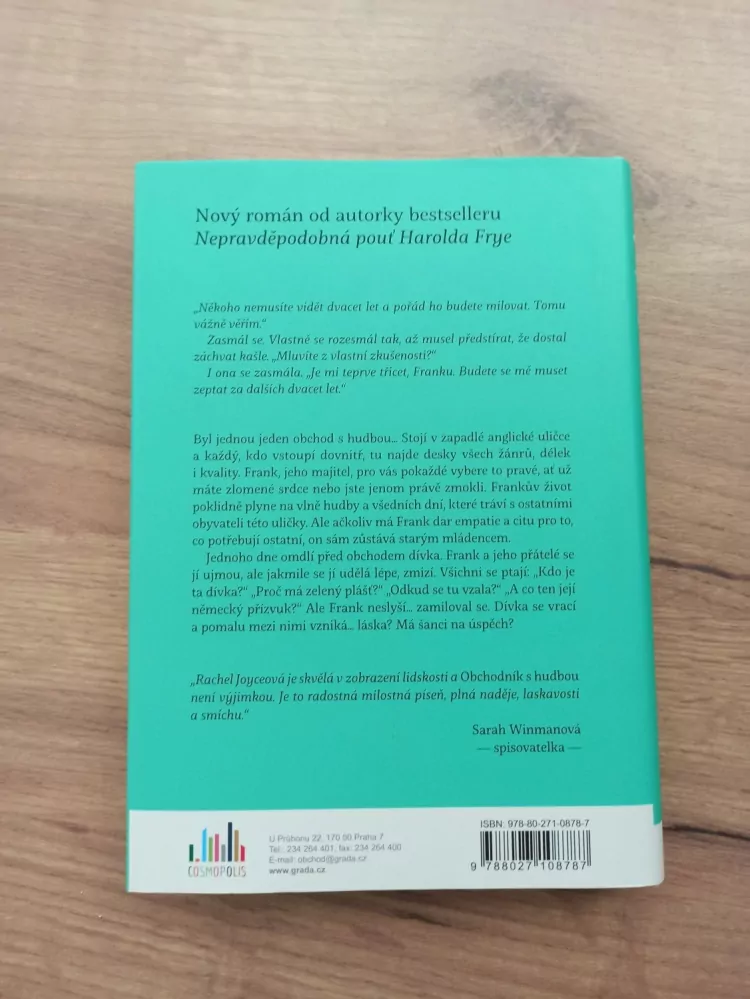 Nový román od autorky bestselleru
Nepravděpodobná pouť Harolda Frye
„Někoho nemusíte vidět dvacet let a pořád ho budete milovat. Tomu
vážně věřím.“
Zasmál se. Vlastně se rozesmál tak, až musel předstírat, že dostal
záchvat kašle. „Mluvíte z vlastní zkušenosti?“
I ona se zasmála. „Je mi teprve třicet, Franku. Budete se mě muset
zeptat za dalších dvacet let.“
Byl jednou jeden obchod s hudbou... Stojí v zapadlé anglické uličce
a každý, kdo vstoupí dovnitř, tu najde desky všech žánrů, délek
i kvality. Frank, jeho majitel, pro vás pokaždé vybere to pravé, ať už
máte zlomené srdce nebo jste jenom právě zmokli. Frankův život
poklidně plyne na vlně hudby a všedních dní, které tráví s ostatními
obyvateli této uličky. Ale ačkoliv má Frank dar empatie a citu pro to,
co potřebují ostatní, on sám zůstává starým mládencem.
Jednoho dne omdlí před obchodem dívka. Frank a jeho přátelé se
jí ujmou, ale jakmile se jí udělá lépe, zmizí. Všichni se ptají: „Kdo je
ta dívka?“ „Proč má zelený plášť?“ „Odkud se tu vzala?“ „A co ten její
německý přízvuk?“ Ale Frank neslyší... zamiloval se. Dívka se vrací
a pomalu mezi nimi vzniká... láska? Má šanci na úspěch?
„Rachel Joyceová je skvělá v zobrazení lidskosti a Obchodník s hudbou
není výjimkou. Je to radostná milostná píseň, plná naděje, laskavosti
a smíchu.“
Sarah Winmanová
— spisovatelka —
COSMOPOLIS
U Průhonu 22, 170 00 Praha 7
Tel.: 234 264 401, fax: 234 264 400
E-mail: obchod@grada.cz
www.grada.cz
ISBN: 978-80-271-0878-7
9 788027 108787